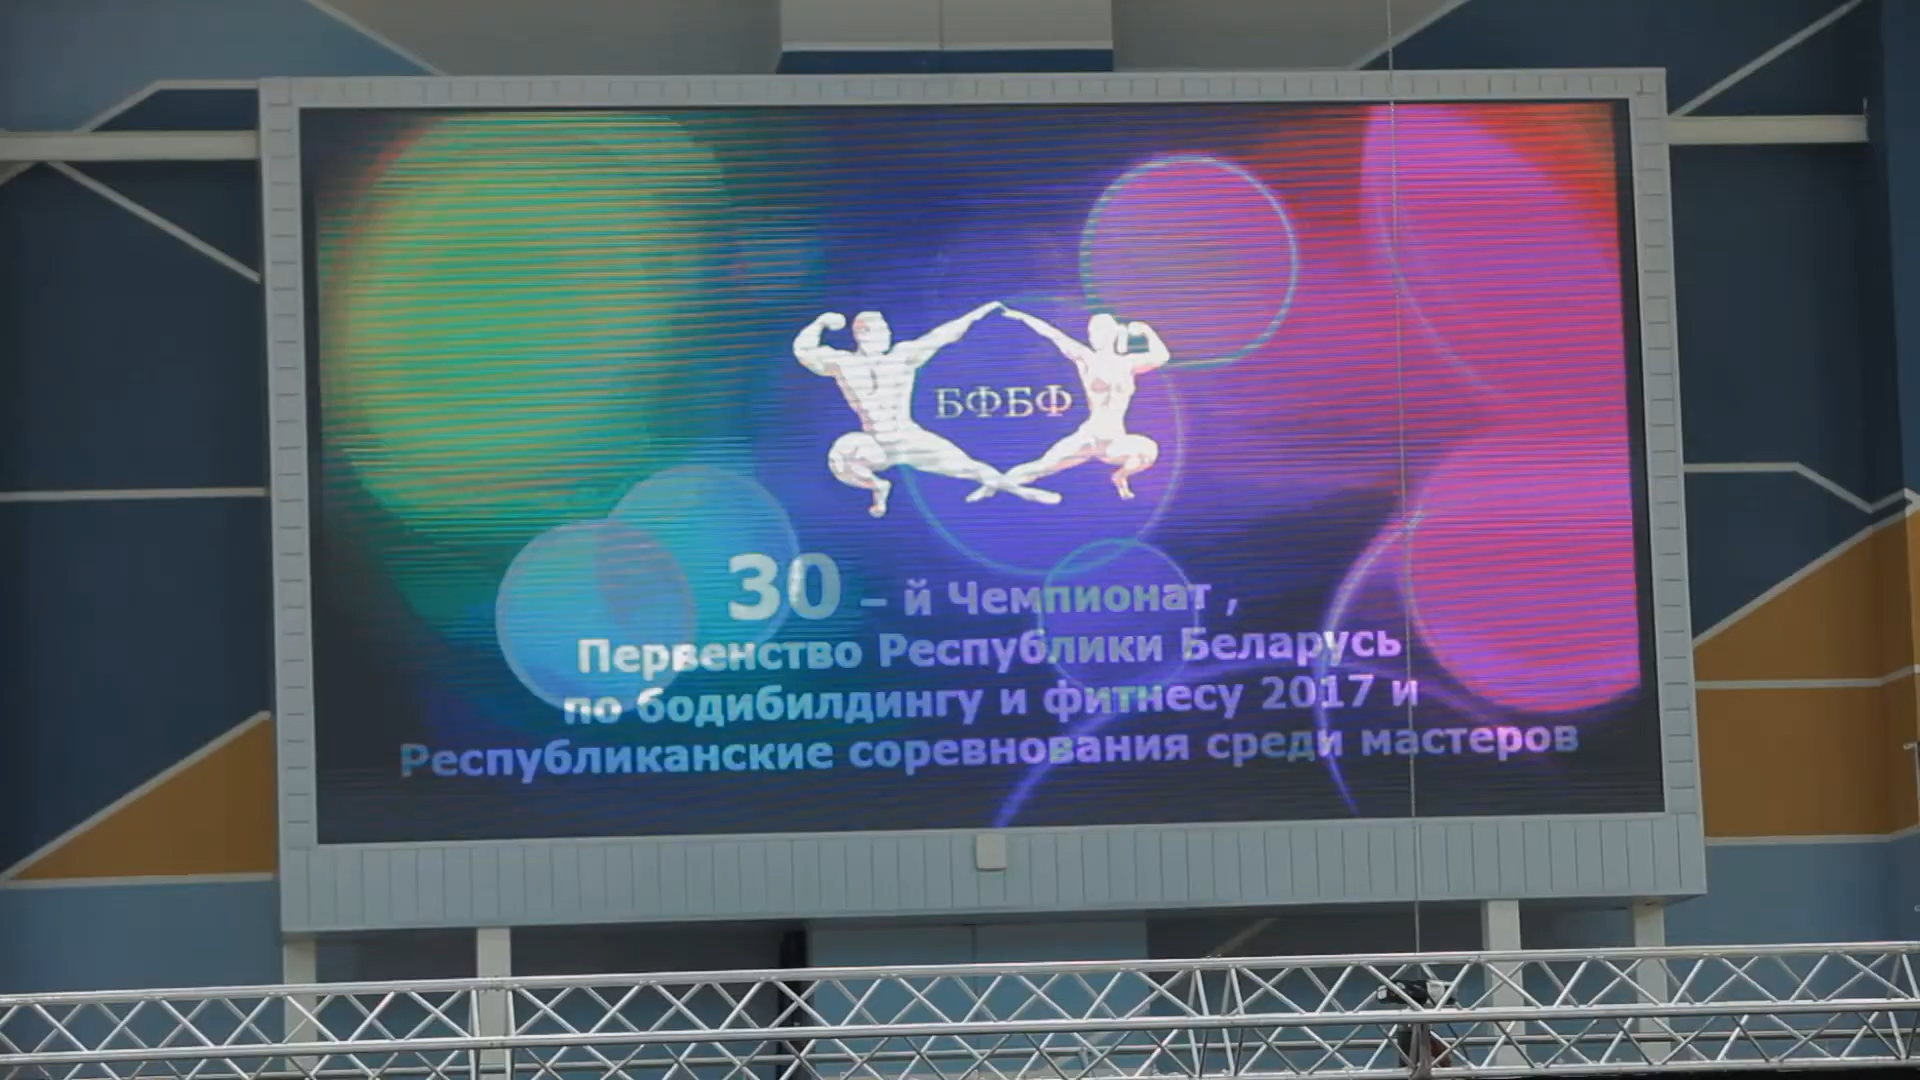 БФБФ
30 – й Чемпионат ,
Первенство Республики Беларусь
по бодибилдингу и фитнесу 2017 и
Республиканские соревнования среди мастеров